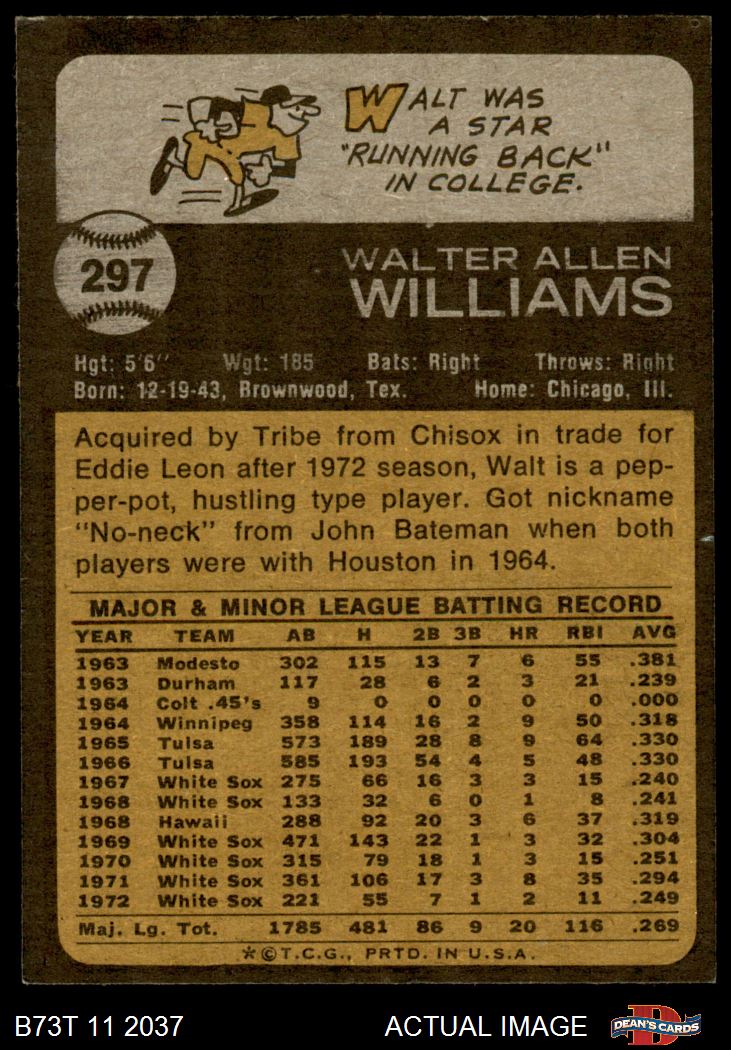 WALT WAS
A STAR
"RUNNING BACK"
IN COLLEGE.
297
WALTER ALLEN
WILLIAMS
Hgt: 5'6" Wgt: 185 Bats: Right Throws: Right
Born: 12-19-43, Brownwood, Tex. Home: Chicago, Ill.
Acquired by Tribe from Chisox in trade for
Eddie Leon after 1972 season, Walt is a pep-
per-pot, hustling type player. Got nickname
"No-neck" from John Bateman when both
players were with Houston in 1964.
MAJOR & MINOR LEAGUE BATTING RECORD
YEAR TEAM AB H 2B 3B HR RBI AVG
1963 Modesto 302 115 13 7 6 55 .381
1963 Durham 117 28 6 2 3 21 .239
1964 Colt .45's 9 0 0 0 0 0 .000
1964 Winnipeg 358 114 16 2 9 50 .318
1965 Tulsa 573 189 28 8 9 64 .330
1966 Tulsa 585 193 54 4 5 48 .330
1967 White Sox 275 66 16 3 3 15 .240
1968 White Sox 133 32 6 0 1 8 .241
1968 Hawaii 288 92 20 3 6 37 .319
1969 White Sox 471 143 22 1 3 32 .304
1970 White Sox 315 79 18 1 3 15 .251
1971 White Sox 361 106 17 3 8 35 .294
1972 White Sox 221 55 7 1 2 11 .249
Maj. Lg. Tot. 1785 481 86 9 20 116 .269
*©T.C.G., PRTD. IN U.S.A.
B73T 11 2037 ACTUAL IMAGE DEAN'S CARDS